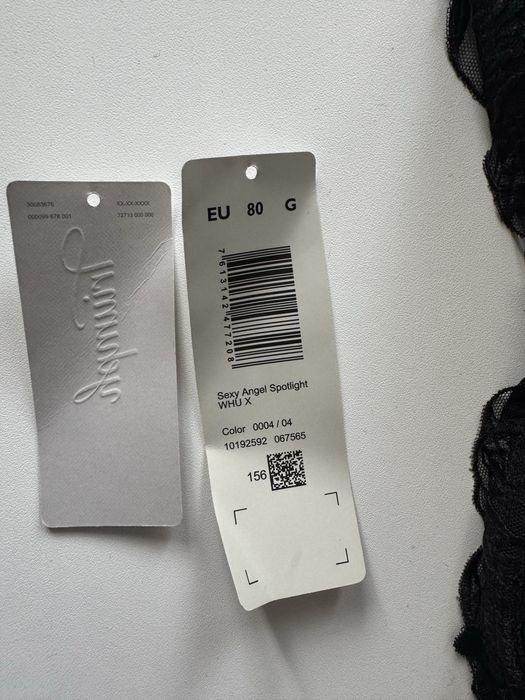 30083676 XX-XX-XXXX
000099-678 001 72713 000 000
Triumph
EU 80 G
7613142477208
Sexy Angel Spotlight
WHU X
Color 0004 / 04
10192592 067565
156